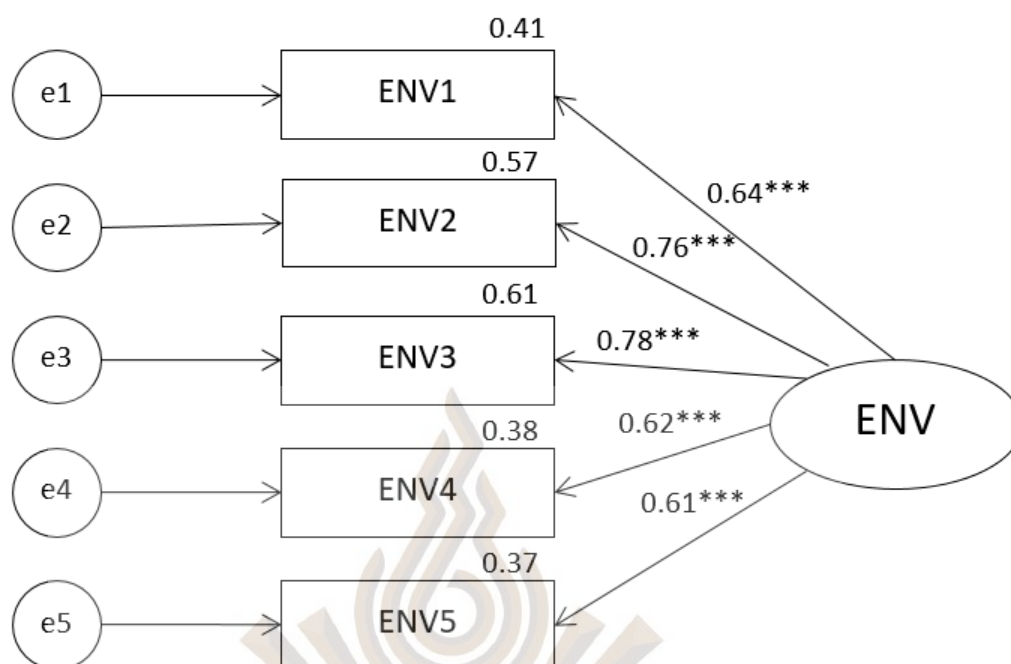 0.41
e1 ENV1
0.64***
0.57
e2 ENV2
0.76***
0.61
e3 ENV3
0.78***
ENV
0.38
0.62***
e4 ENV4
0.61***
0.37
e5 ENV5